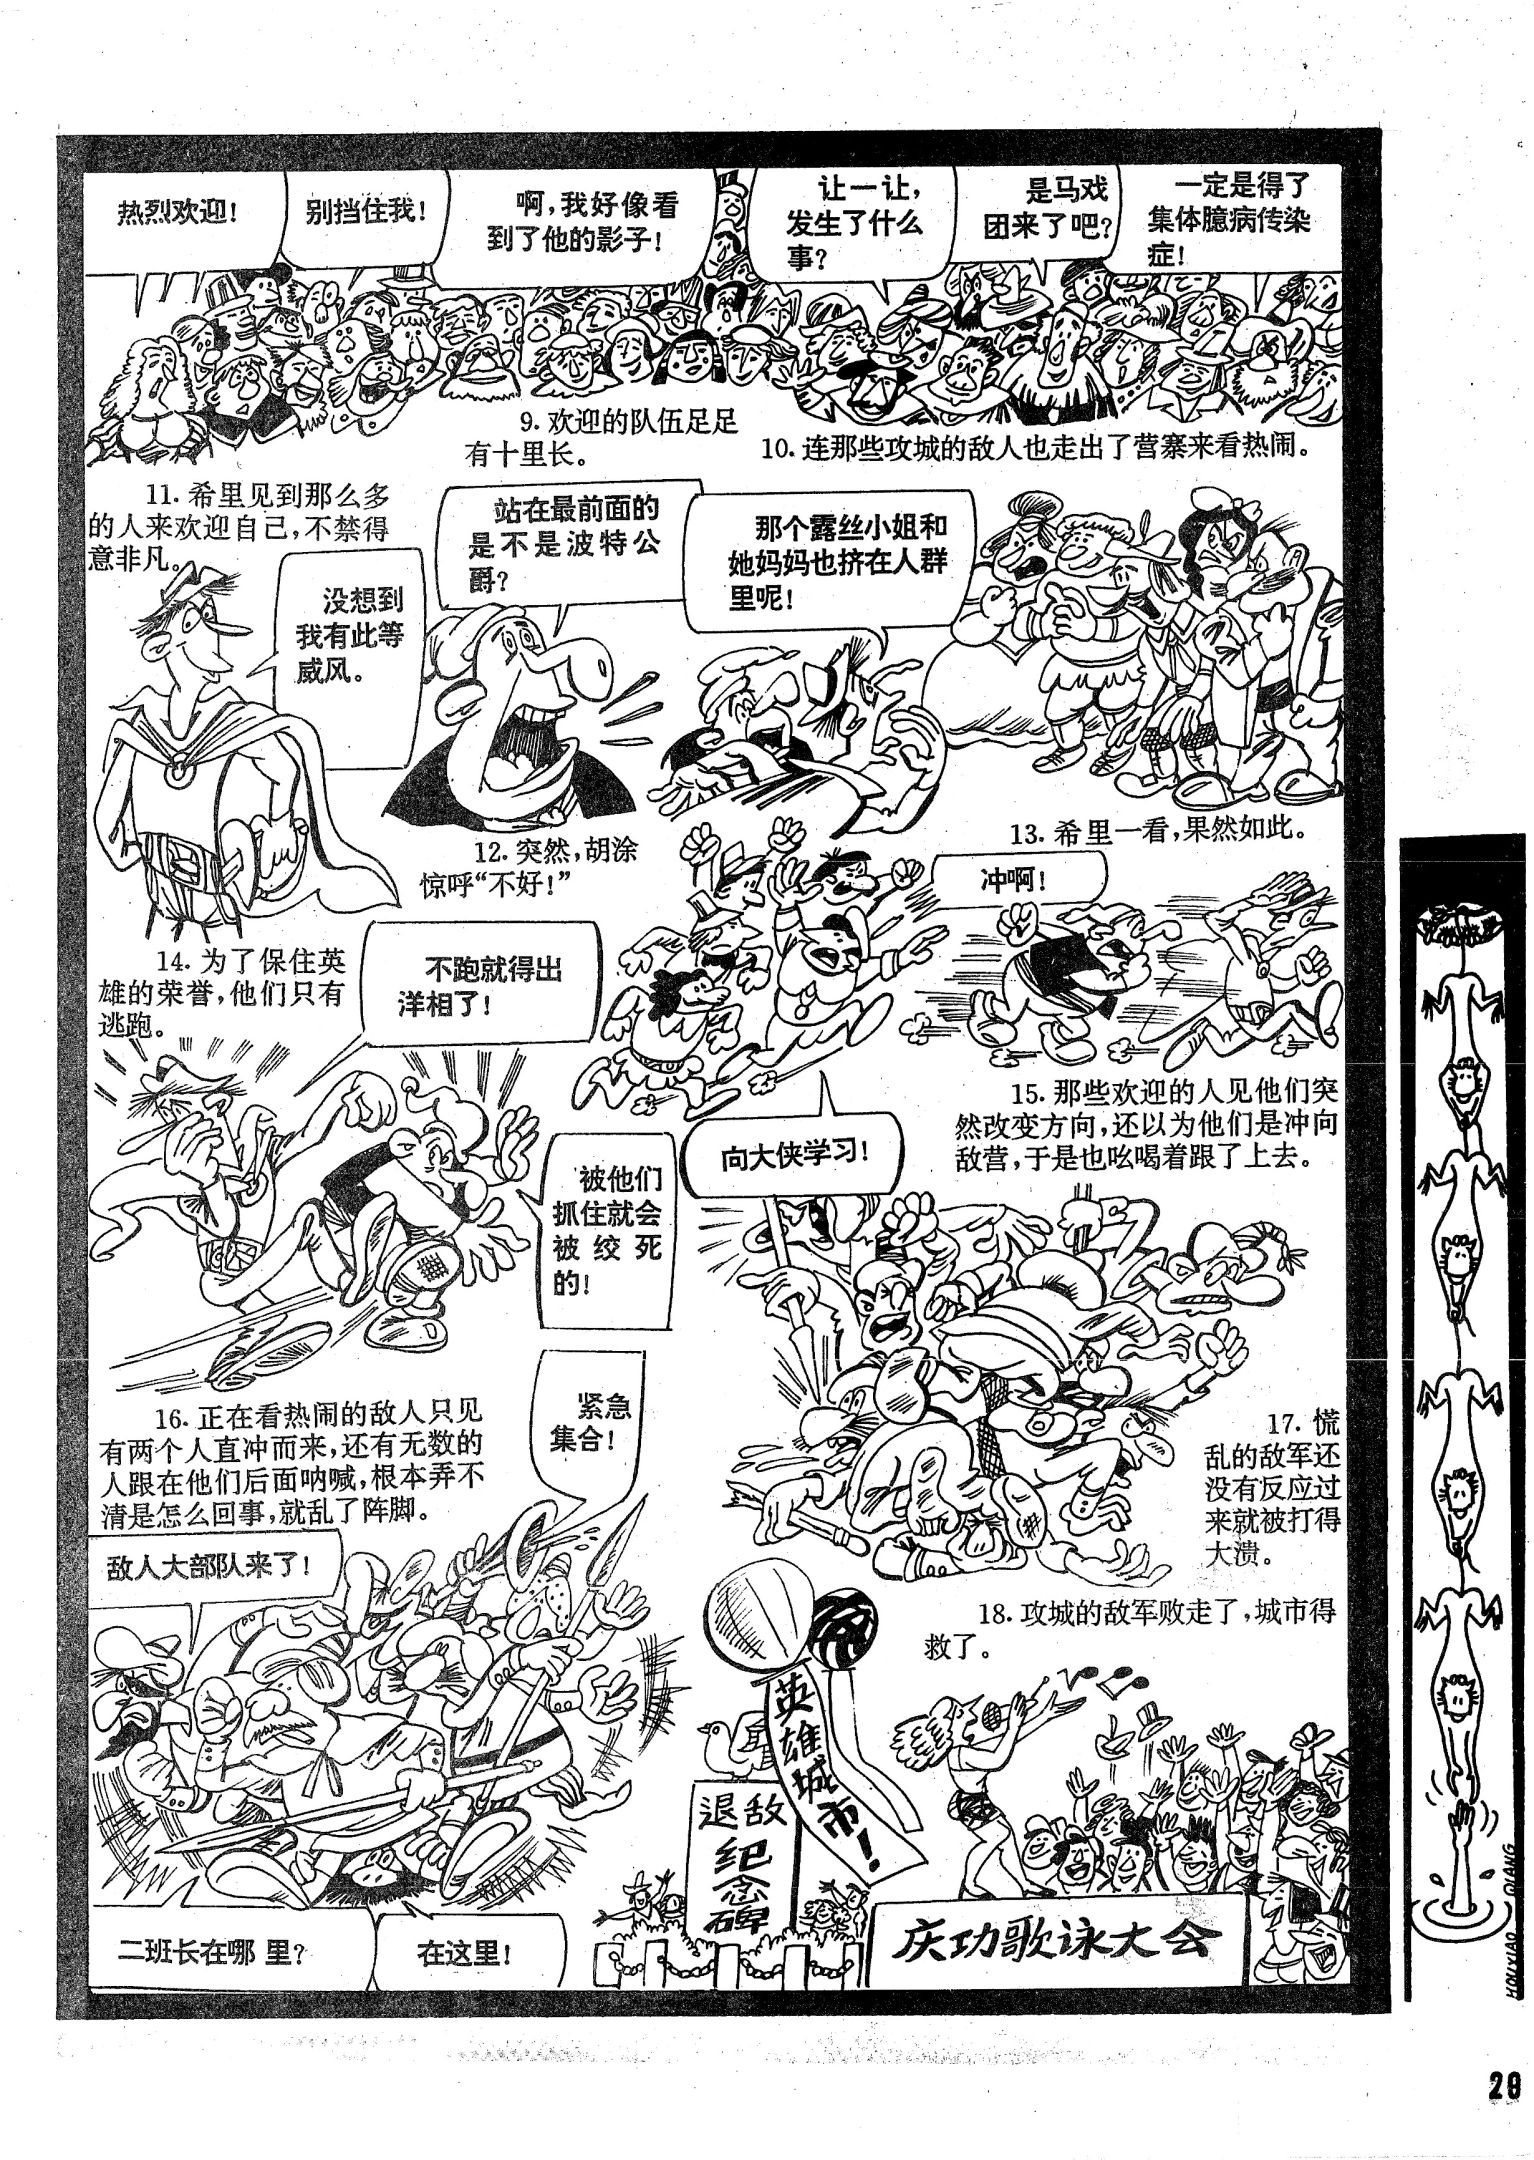 热烈欢迎！
别挡住我！
啊，我好像看
到了他的影子！
让一让，
发生了什么
事？
是马戏
团来了吧？
一定是得了
集体臆病传染
症！
9. 欢迎的队伍足足
有十里长。
10. 连那些攻城的敌人也走出了营寨来看热闹。
11. 希里见到那么多
的人来欢迎自己，不禁得
意非凡。
没想到
我有此等
威风。
站在最前面的
是不是波特公
爵？
那个露丝小姐和
她妈妈也挤在人群
里呢！
12. 突然，胡涂
惊呼“不好！”
13. 希里一看，果然如此。
冲啊！
14. 为了保住英
雄的荣誉，他们只有
逃跑。
不跑就得出
洋相了！
被他们
抓住就会
被绞死
的！
向大侠学习！
15. 那些欢迎的人见他们突
然改变方向，还以为他们是冲向
敌营，于是也吆喝着跟了上去。
16. 正在看热闹的敌人只见
有两个人直冲而来，还有无数的
人跟在他们后面呐喊，根本弄不
清是怎么回事，就乱了阵脚。
紧急
集合！
敌人大部队来了！
二班长在哪 里？
在这里！
17. 慌
乱的敌军还
没有反应过
来就被打得
大溃。
18. 攻城的敌军败走了，城市得
救了。
英雄城市！
退敌
纪念碑
庆功歌咏大会
HOUXIAO QIANG
29